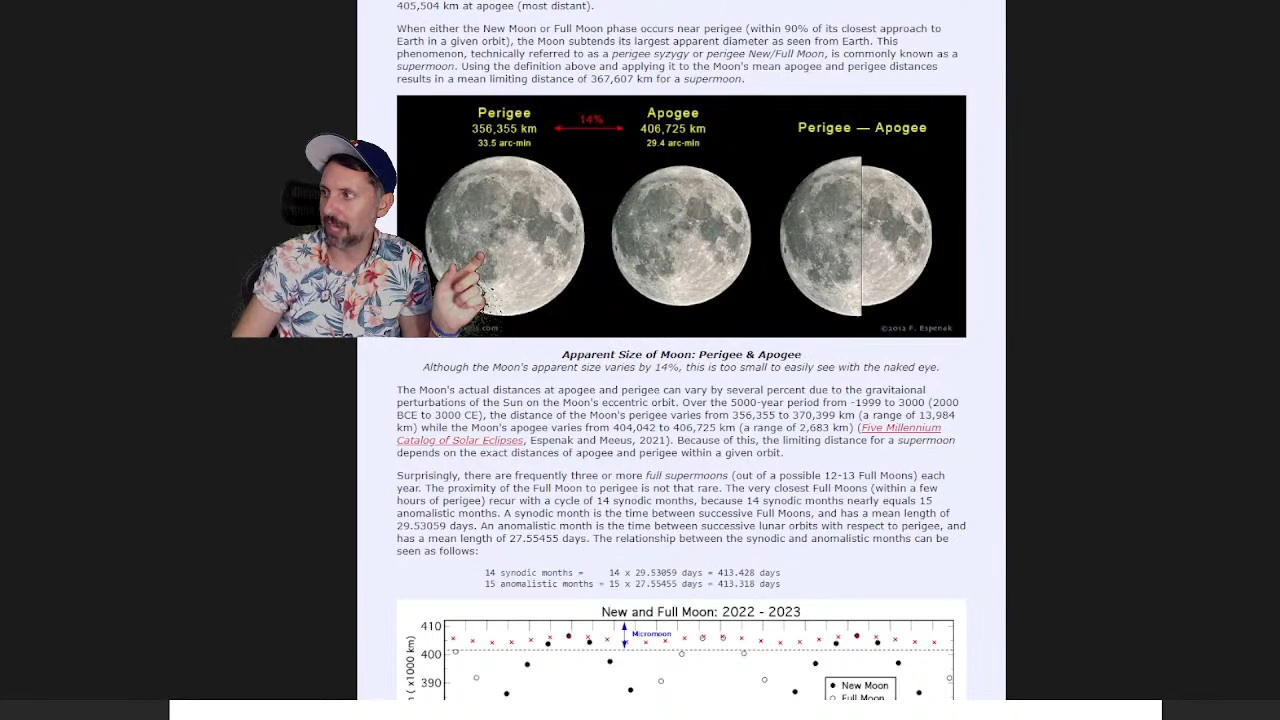 405,504 km at apogee (most distant).
When either the New Moon or Full Moon phase occurs near perigee (within 90% of its closest approach to
Earth in a given orbit), the Moon subtends its largest apparent diameter as seen from Earth. This
phenomenon, technically referred to as a perigee syzygy or perigee New/Full Moon, is commonly known as a
supermoon. Using the definition above and applying it to the Moon's mean apogee and perigee distances
results in a mean limiting distance of 367,607 km for a supermoon.
Perigee
356,355 km
33.5 arc-min
14%
Apogee
406,725 km
29.4 arc-min
Perigee — Apogee
©2012 F. Espenak
Apparent Size of Moon: Perigee & Apogee
Although the Moon's apparent size varies by 14%, this is too small to easily see with the naked eye.
The Moon's actual distances at apogee and perigee can vary by several percent due to the gravitaional
perturbations of the Sun on the Moon's eccentric orbit. Over the 5000-year period from -1999 to 3000 (2000
BCE to 3000 CE), the distance of the Moon's perigee varies from 356,355 to 370,399 km (a range of 13,984
km) while the Moon's apogee varies from 404,042 to 406,725 km (a range of 2,683 km) (Five Millennium
Catalog of Solar Eclipses, Espenak and Meeus, 2021). Because of this, the limiting distance for a supermoon
depends on the exact distances of apogee and perigee within a given orbit.
Surprisingly, there are frequently three or more full supermoons (out of a possible 12-13 Full Moons) each
year. The proximity of the Full Moon to perigee is not that rare. The very closest Full Moons (within a few
hours of perigee) recur with a cycle of 14 synodic months, because 14 synodic months nearly equals 15
anomalistic months. A synodic month is the time between successive Full Moons, and has a mean length of
29.53059 days. An anomalistic month is the time between successive lunar orbits with respect to perigee, and
has a mean length of 27.55455 days. The relationship between the synodic and anomalistic months can be
seen as follows:
14 synodic months = 14 x 29.53059 days = 413.428 days
15 anomalistic months = 15 x 27.55455 days = 413.318 days
New and Full Moon: 2022 - 2023
410
Micromoon
400
390
( x1000 km)
New Moon
Full Moon